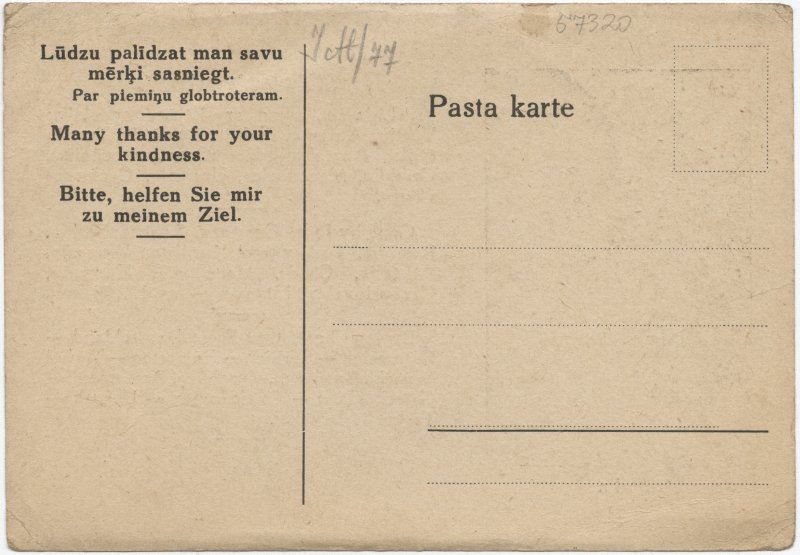 Lūdzu palīdzat man savu
mērķi sasniegt.
Par piemiņu globtroteram.
Many thanks for your
kindness.
Bitte, helfen Sie mir
zu meinem Ziel.
67320
Pasta karte